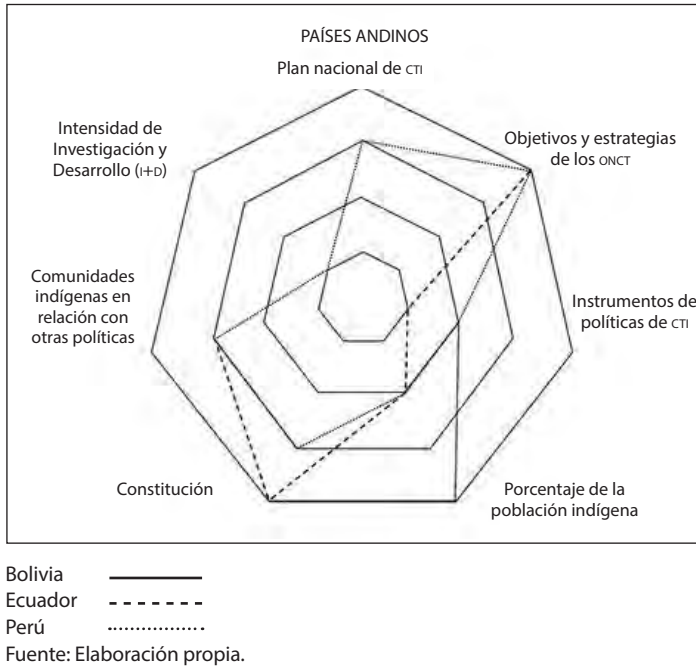 PAÍSES ANDINOS
Plan nacional de CTI
Intensidad de
Investigación y
Desarrollo (I+D)
Objetivos y estrategias
de los ONCT
Comunidades
indígenas en
relación con
otras políticas
Instrumentos de
políticas de CTI
Constitución
Porcentaje de la
población indígena
Bolivia
Ecuador
Perú
Fuente: Elaboración propia.